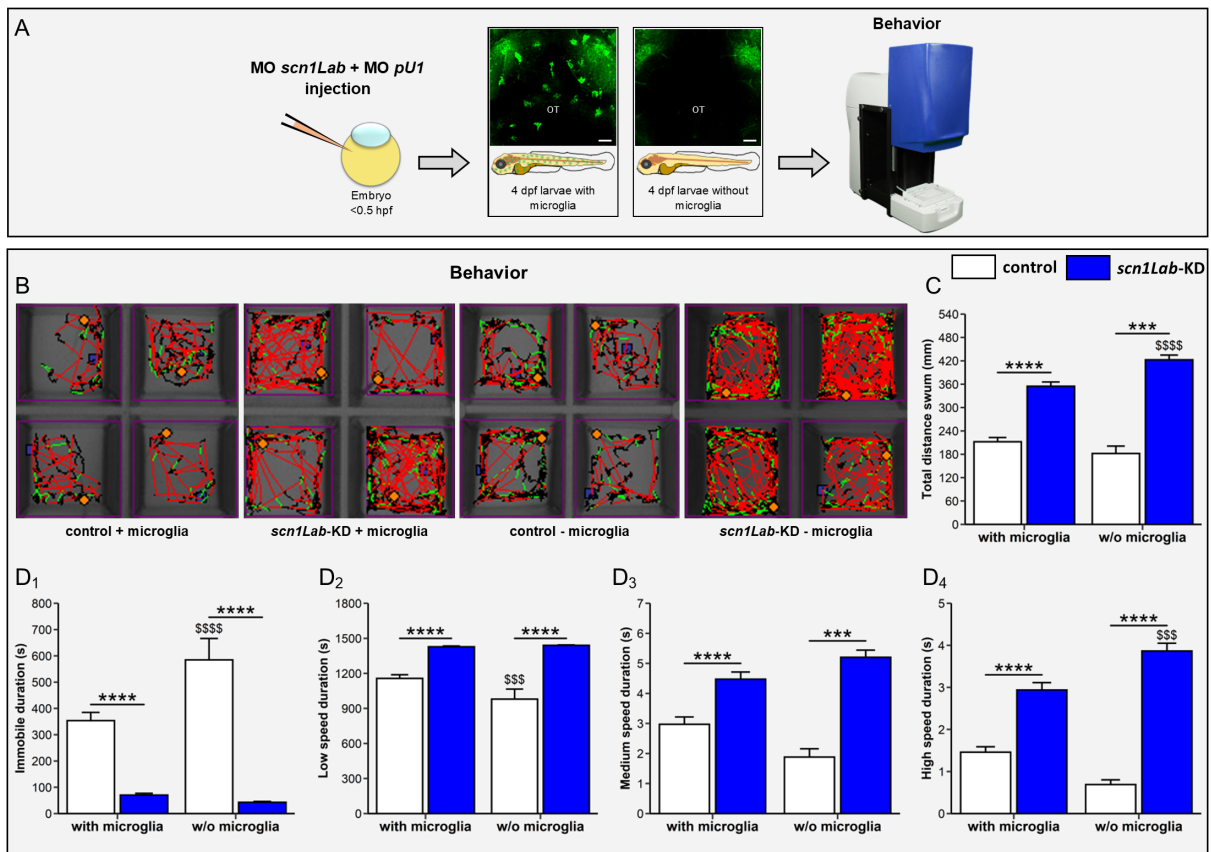 A
MO scn1Lab + MO pU1
injection
Embryo
<0.5 hpf
OT
4 dpf larvae with
microglia
OT
4 dpf larvae without
microglia
Behavior
Behavior
control
scn1Lab-KD
B
control + microglia
scn1Lab-KD + microglia
control - microglia
scn1Lab-KD - microglia
C
Total distance swum (mm)
540
480
420
360
300
240
180
120
60
0
****
***
$$$$
with microglia
w/o microglia
D1
Immobile duration (s)
800
700
600
500
400
300
200
100
0
****
$$$$
****
with microglia
w/o microglia
D2
Low speed duration (s)
1800
1500
1200
900
600
300
0
****
$$$
****
with microglia
w/o microglia
D3
Medium speed duration (s)
7
6
5
4
3
2
1
0
****
***
with microglia
w/o microglia
D4
High speed duration (s)
5
4
3
2
1
0
****
****
$$$
with microglia
w/o microglia